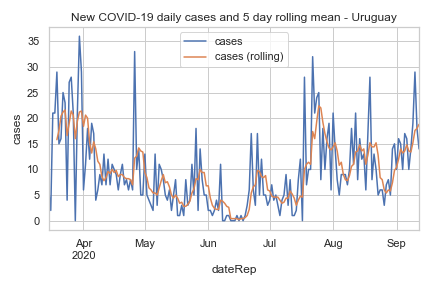 New COVID-19 daily cases and 5 day rolling mean - Uruguay
cases
cases (rolling)
35
30
25
20
15
10
5
0
cases
Apr May Jun Jul Aug Sep
2020
dateRep